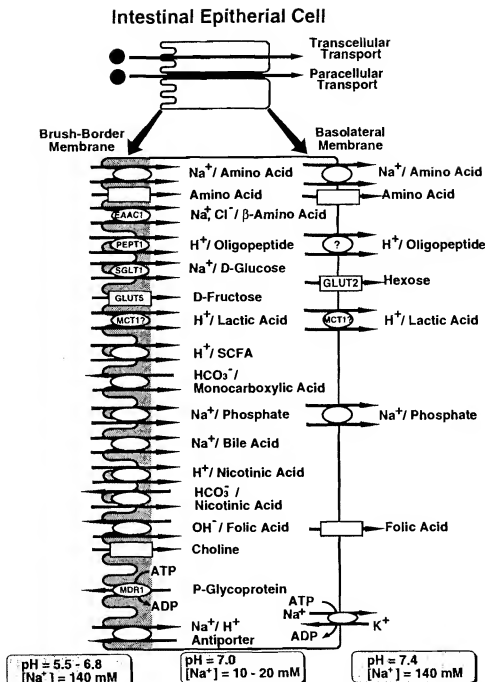 Intestinal Epitherial Cell
Transcellular
Transport
Paracellular
Transport
Brush-Border
Membrane
Basolateral
Membrane
Na⁺/ Amino Acid
Na⁺/ Amino Acid
Amino Acid
Amino Acid
EAAC1
Na⁺, Cl⁻/ β-Amino Acid
PEPT1
H⁺/ Oligopeptide
?
H⁺/ Oligopeptide
SGLT1
Na⁺/ D-Glucose
GLUT2
Hexose
GLUT5
D-Fructose
MCT1?
H⁺/ Lactic Acid
MCT1?
H⁺/ Lactic Acid
H⁺/ SCFA
HCO₃⁻/
Monocarboxylic Acid
Na⁺/ Phosphate
Na⁺/ Phosphate
Na⁺/ Bile Acid
H⁺/ Nicotinic Acid
HCO₃⁻ /
Nicotinic Acid
OH⁻/ Folic Acid
Folic Acid
Choline
ATP
MDR1
P-Glycoprotein
ADP
ATP
Na⁺
K⁺
ADP
Na⁺/ H⁺
Antiporter
pH = 5.5 - 6.8
[Na⁺] = 140 mM
pH = 7.0
[Na⁺] = 10 - 20 mM
pH = 7.4
[Na⁺] = 140 mM